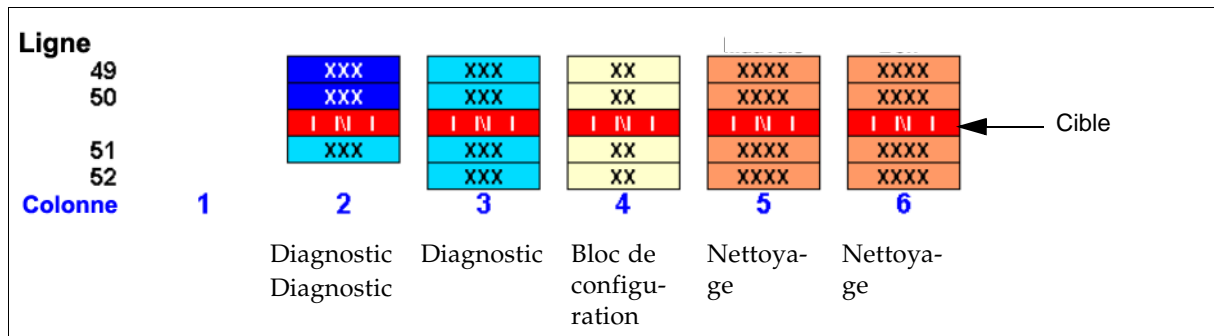 Ligne
49 XXX XXX XX XXXX XXXX
50 XXX XXX XX XXXX XXXX
I N I I N I I N I I N I I N I Cible
51 XXX XXX XX XXXX XXXX
52 XXX XX XXXX XXXX
Colonne 1 2 3 4 5 6
Diagnostic Diagnostic Bloc de Nettoya- Nettoya-
Diagnostic configu- ge ge
ration